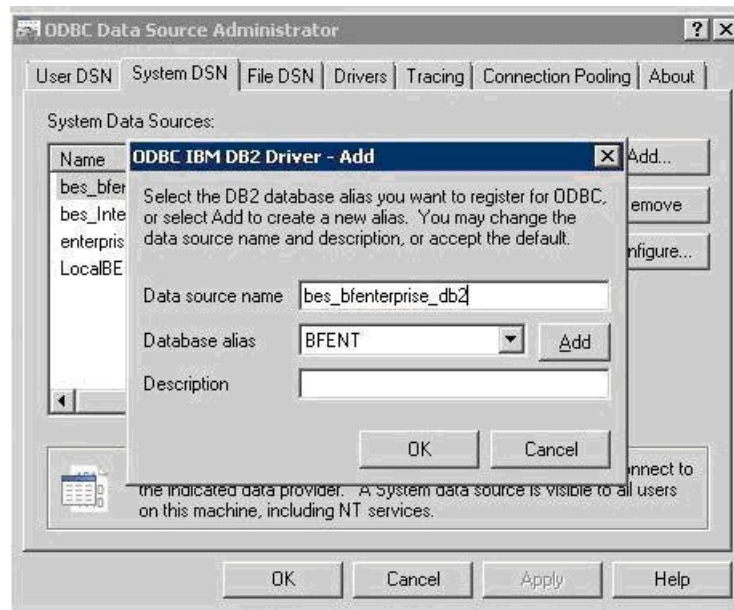 ODBC Data Source Administrator
User DSN System DSN File DSN Drivers Tracing Connection Pooling About
System Data Sources:
Name
Add...
bes_bfer
bes_Inte
emove
enterpris
nfigure...
LocalBE
ODBC IBM DB2 Driver - Add
Select the DB2 database alias you want to register for ODBC,
or select Add to create a new alias. You may change the
data source name and description, or accept the default.
Data source name bes_bfenterprise_db2
Database alias BFENT Add
Description
OK Cancel
nnect to
the indicated data provider. A System data source is visible to all users
on this machine, including NT services.
OK Cancel Apply Help